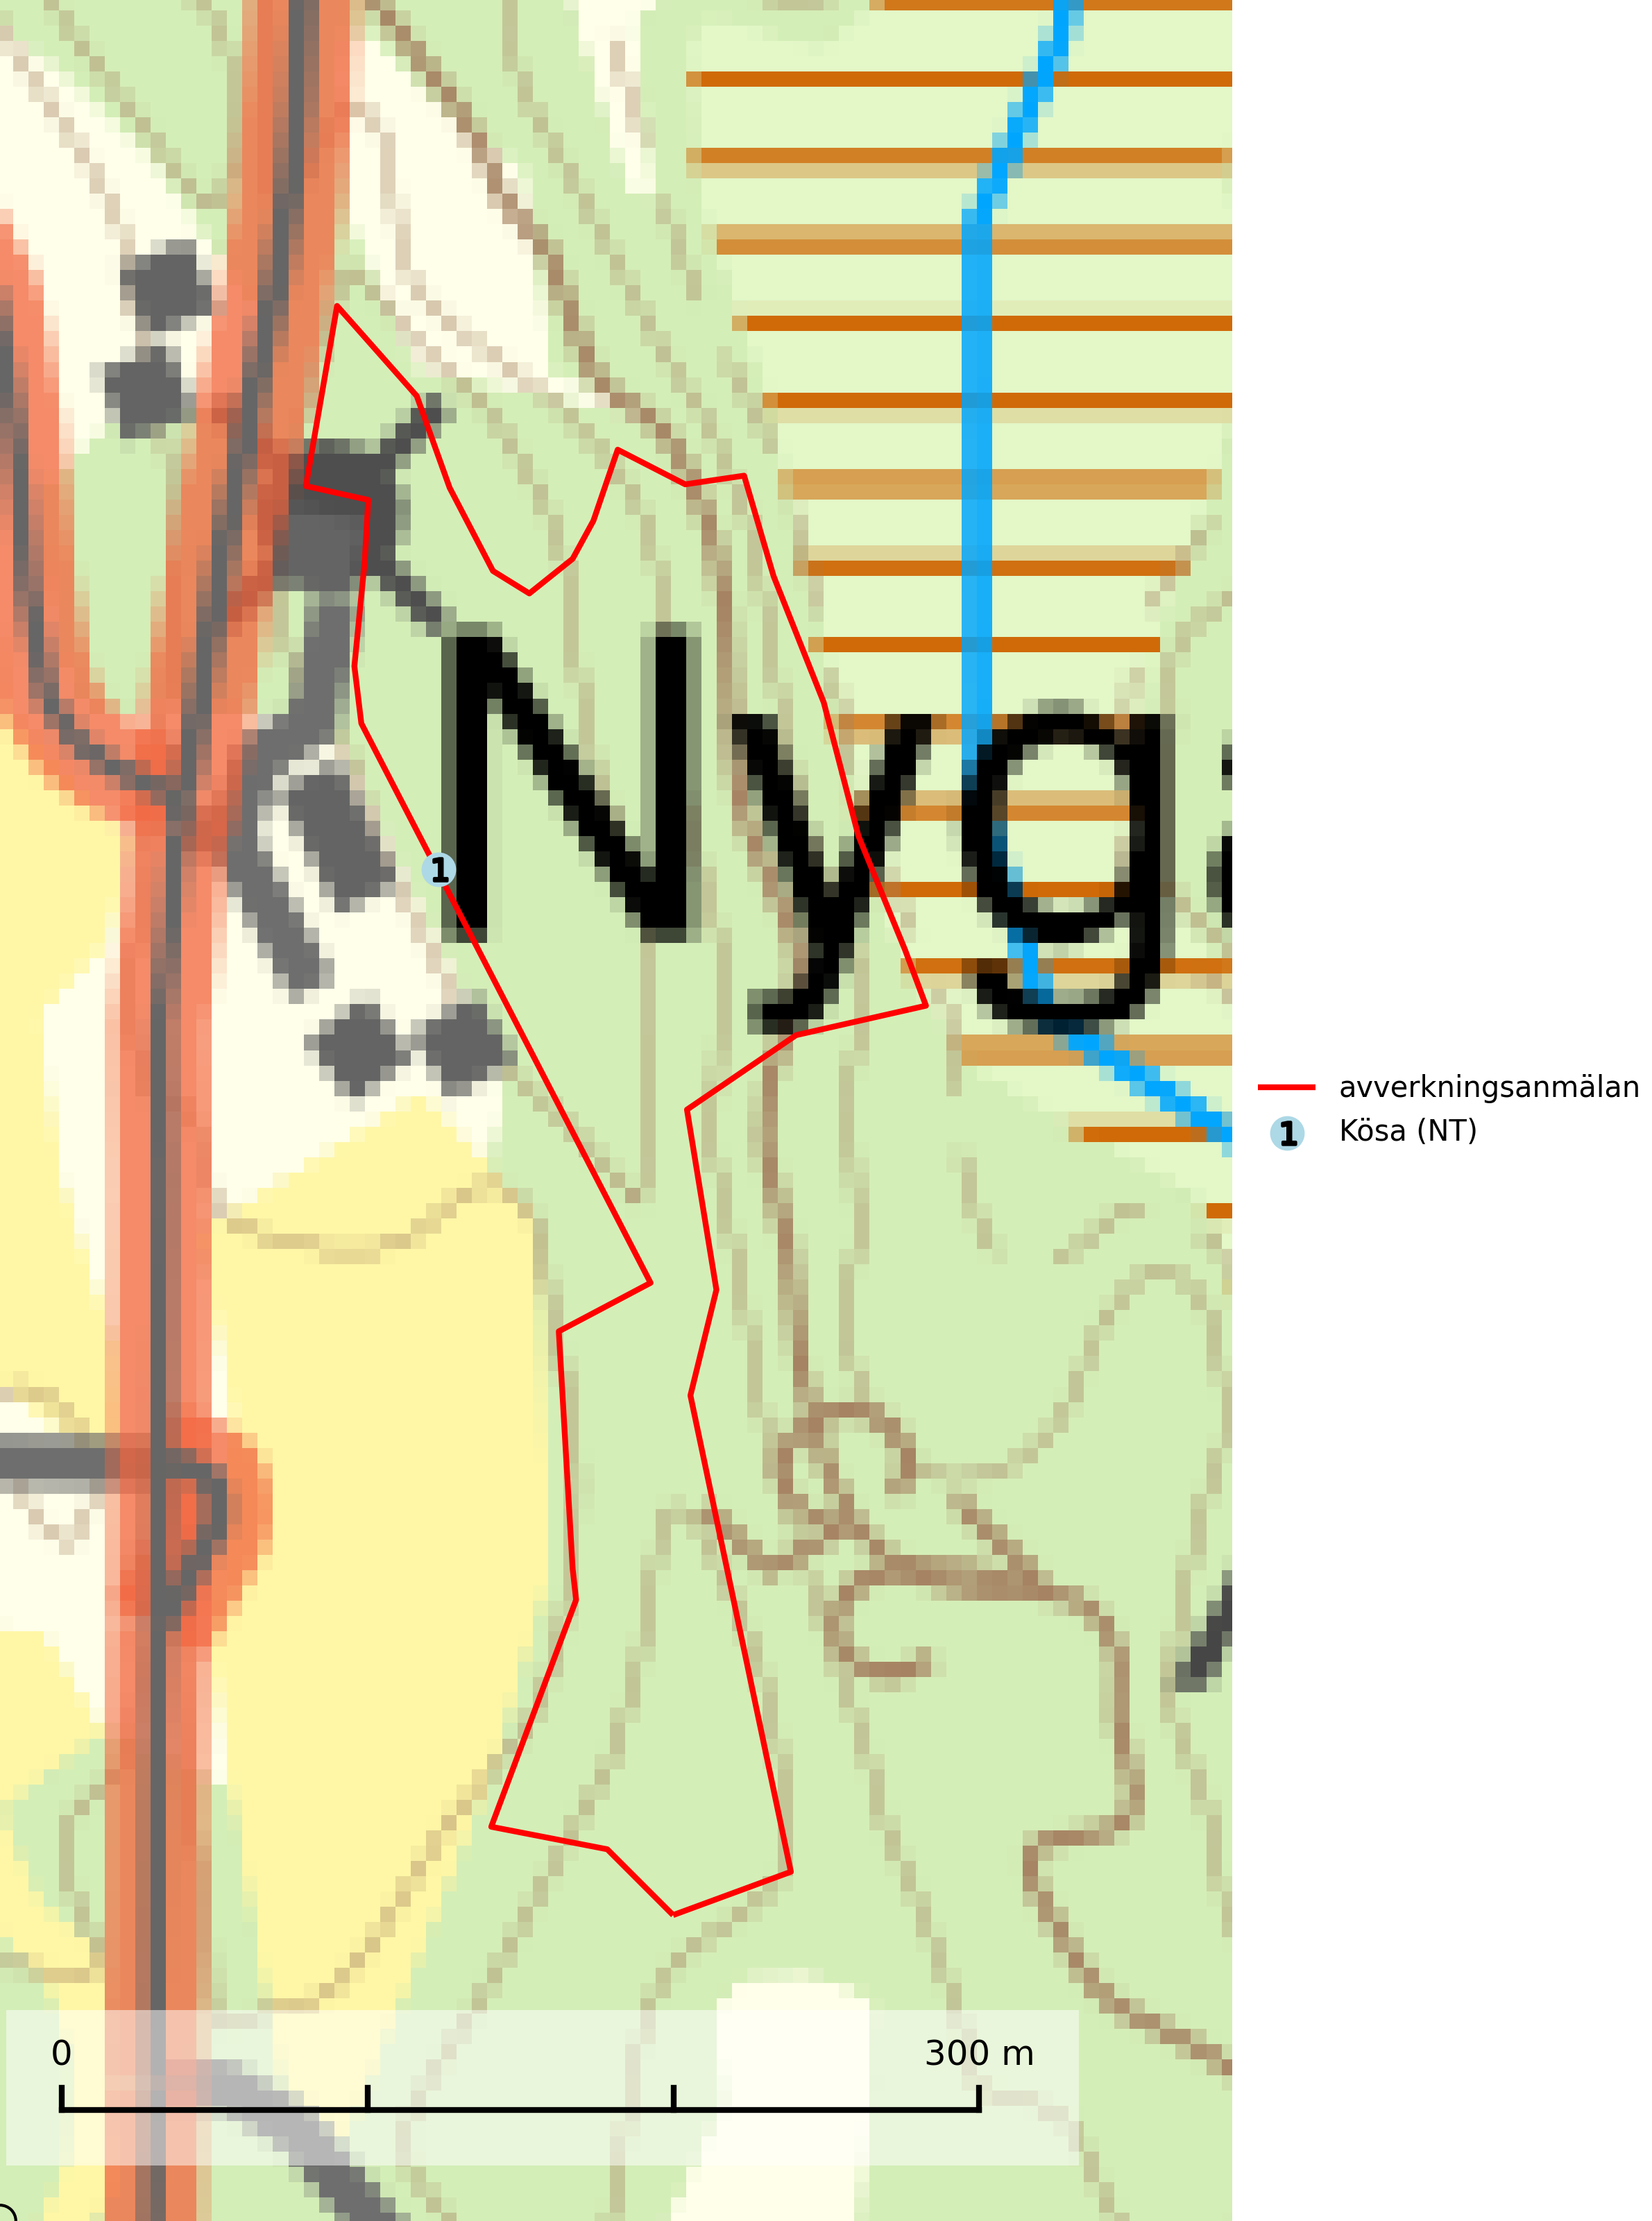 Nyg
1
avverkningsanmälan
1 Kösa (NT)
0 300 m